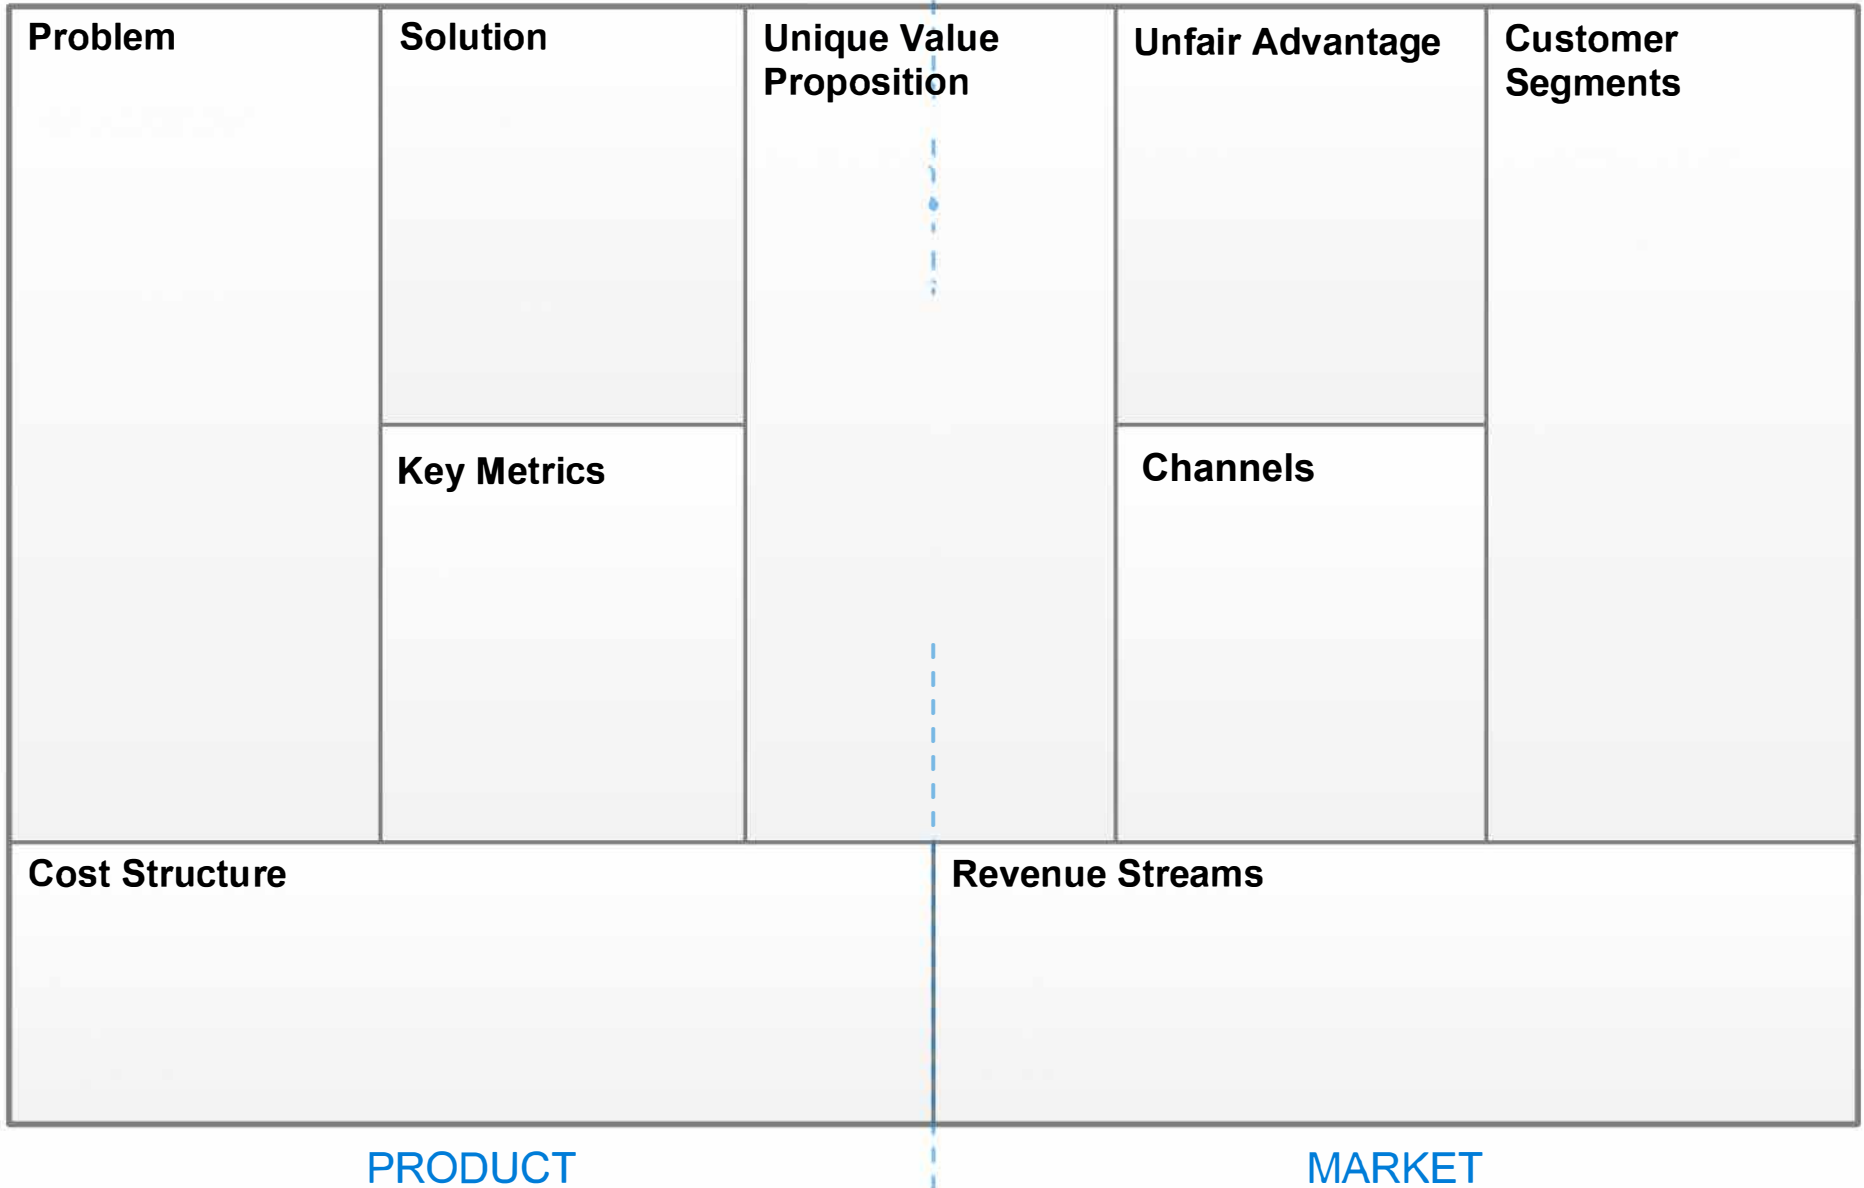 Problem
Solution
Unique Value
Proposition
Unfair Advantage
Customer
Segments
Key Metrics
Channels
Cost Structure
Revenue Streams
PRODUCT
MARKET